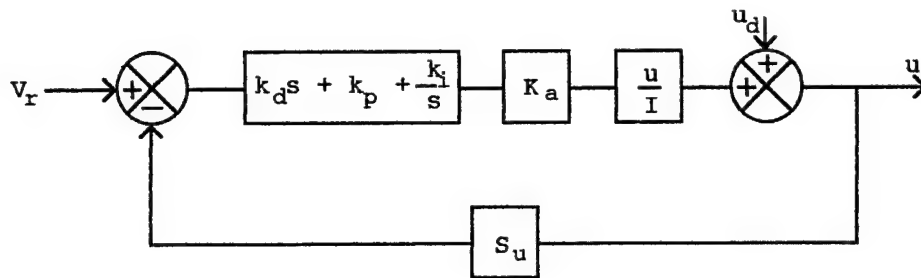 u_d
+
V_r
+
−
k_d s + k_p + k_i/s
K_a
u/I
+
u
S_u